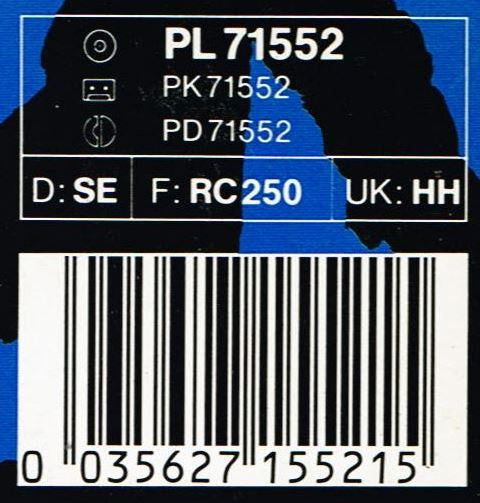 PL 71552
PK 71552
PD 71552
D: SE F: RC 250 UK: HH
0 035627 155215